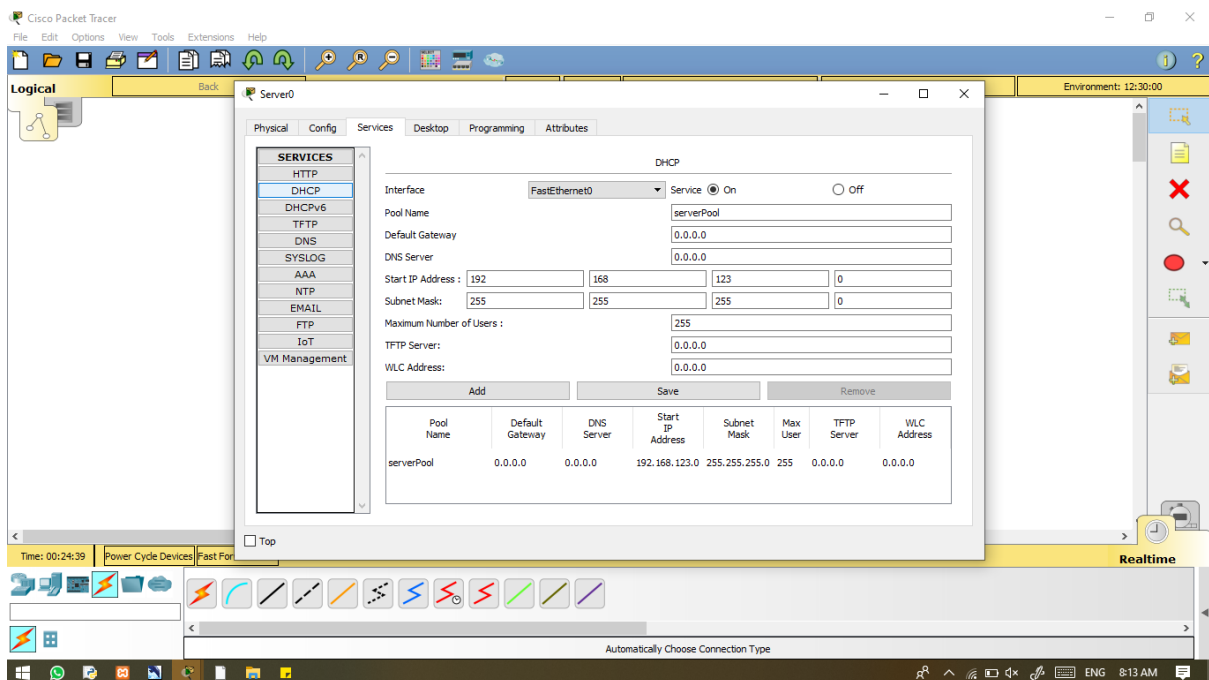 Cisco Packet Tracer
File Edit Options View Tools Extensions Help
Logical
Back
Environment: 12:30:00
Server0
Physical Config Services Desktop Programming Attributes
SERVICES
HTTP
DHCP
DHCPv6
TFTP
DNS
SYSLOG
AAA
NTP
EMAIL
FTP
IoT
VM Management
DHCP
Interface FastEthernet0 Service On Off
Pool Name serverPool
Default Gateway 0.0.0.0
DNS Server 0.0.0.0
Start IP Address : 192 168 123 0
Subnet Mask: 255 255 255 0
Maximum Number of Users : 255
TFTP Server: 0.0.0.0
WLC Address: 0.0.0.0
Add Save Remove
Pool Name Default Gateway DNS Server Start IP Address Subnet Mask Max User TFTP Server WLC Address
serverPool 0.0.0.0 0.0.0.0 192.168.123.0 255.255.255.0 255 0.0.0.0 0.0.0.0
Top
Time: 00:24:39 Power Cycle Devices Fast For
Realtime
Automatically Choose Connection Type
ENG 8:13 AM